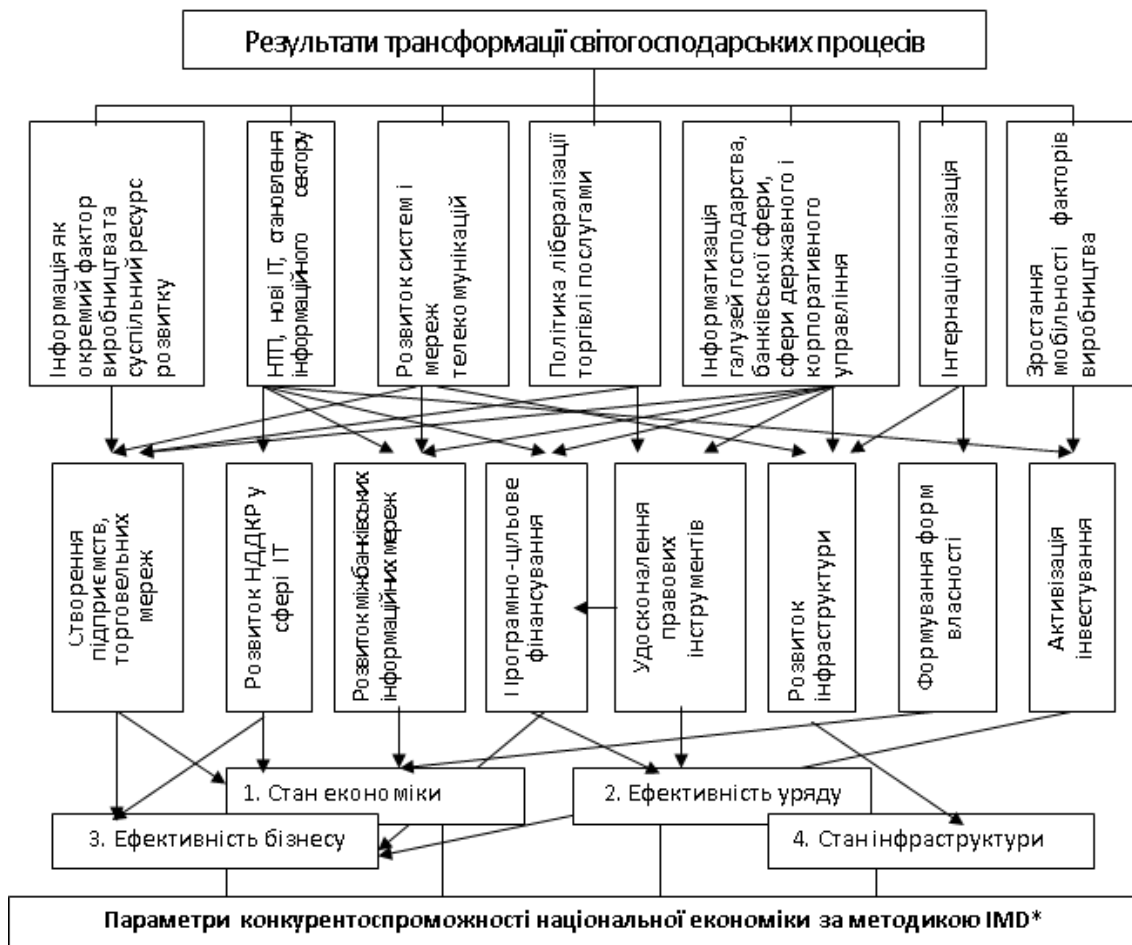 Результати трансформації світогосподарських процесів
Інформація як
окремий фактор
виробництва та
суспільний ресурс
розвитку
НТП, нові ІТ, становлення
інформаційного сектору
Розвиток систем і
мереж
телекомунікацій
Політика лібералізації
торгівлі послугами
Інформатизація
галузей господарства,
банківської сфери,
сфери державного і
корпоративного
управління
Інтернаціоналізація
Зростання
мобільності факторів
виробництва
Створення
підприємств,
торговельних
мереж
Розвиток НДДКР у
сфері ІТ
Розвиток міжбанківських
інформаційних мереж
Програмно-цільове
фінансування
Удосконалення
правових
інструментів
Розвиток
інфраструктури
Формування форм
власності
Активізація
інвестування
1. Стан економіки
2. Ефективність уряду
3. Ефективність бізнесу
4. Стан інфраструктури
Параметри конкурентоспроможності національної економіки за методикою IMD*